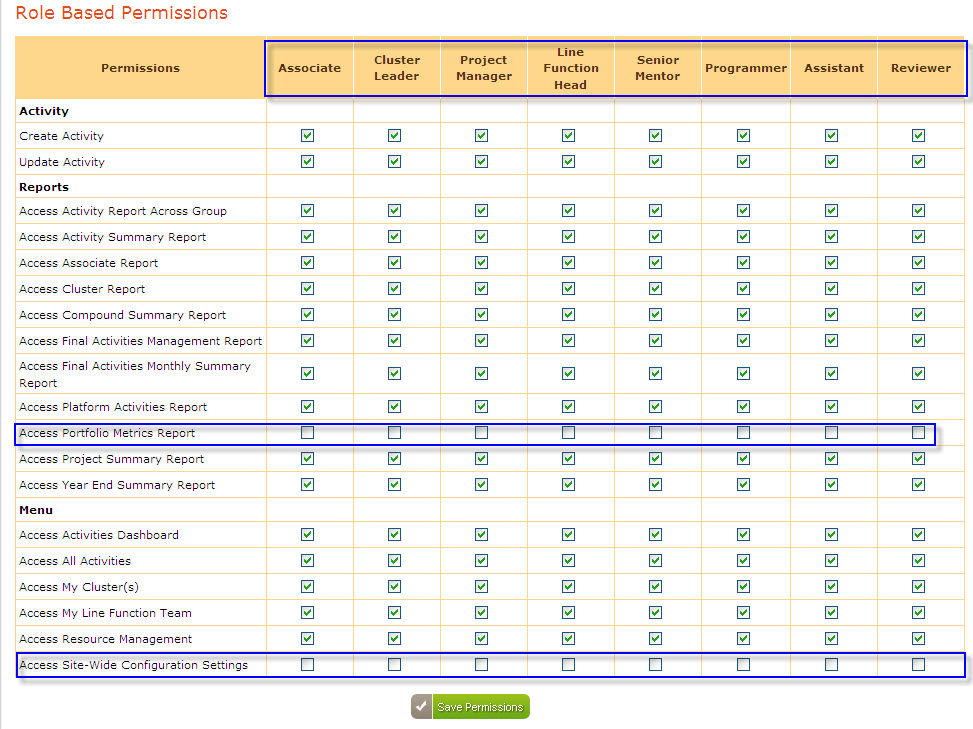 Role Based Permissions
Permissions Associate Cluster Leader Project Manager Line Function Head Senior Mentor Programmer Assistant Reviewer
Activity
Create Activity
Update Activity
Reports
Access Activity Report Across Group
Access Activity Summary Report
Access Associate Report
Access Cluster Report
Access Compound Summary Report
Access Final Activities Management Report
Access Final Activities Monthly Summary
Report
Access Platform Activities Report
Access Portfolio Metrics Report
Access Project Summary Report
Access Year End Summary Report
Menu
Access Activities Dashboard
Access All Activities
Access My Cluster(s)
Access My Line Function Team
Access Resource Management
Access Site-Wide Configuration Settings
Save Permissions